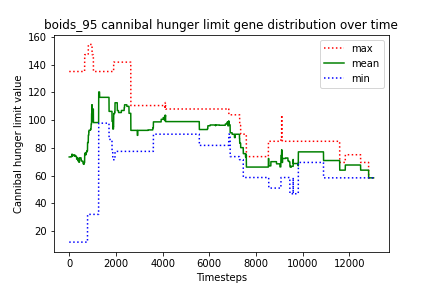 boids_95 cannibal hunger limit gene distribution over time
160
140
120
100
80
60
40
20
Cannibal hunger limit value
max
mean
min
0 2000 4000 6000 8000 10000 12000
Timesteps